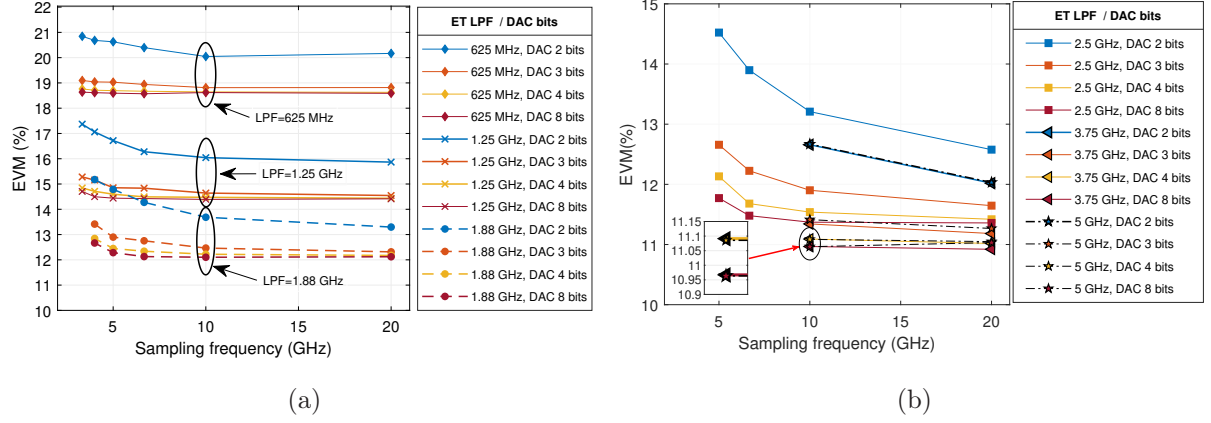 22
21
20
19
18
17
16
15
14
13
12
11
10
EVM (%)
5
10
15
20
Sampling frequency (GHz)
LPF=625 MHz
LPF=1.25 GHz
LPF=1.88 GHz
ET LPF / DAC bits
625 MHz, DAC 2 bits
625 MHz, DAC 3 bits
625 MHz, DAC 4 bits
625 MHz, DAC 8 bits
1.25 GHz, DAC 2 bits
1.25 GHz, DAC 3 bits
1.25 GHz, DAC 4 bits
1.25 GHz, DAC 8 bits
1.88 GHz, DAC 2 bits
1.88 GHz, DAC 3 bits
1.88 GHz, DAC 4 bits
1.88 GHz, DAC 8 bits
(a)
15
14
13
12
11
10
EVM(%)
11.15
11.1
11.05
11
10.95
10.9
5
10
15
20
Sampling frequency (GHz)
ET LPF / DAC bits
2.5 GHz, DAC 2 bits
2.5 GHz, DAC 3 bits
2.5 GHz, DAC 4 bits
2.5 GHz, DAC 8 bits
3.75 GHz, DAC 2 bits
3.75 GHz, DAC 3 bits
3.75 GHz, DAC 4 bits
3.75 GHz, DAC 8 bits
5 GHz, DAC 2 bits
5 GHz, DAC 3 bits
5 GHz, DAC 4 bits
5 GHz, DAC 8 bits
(b)